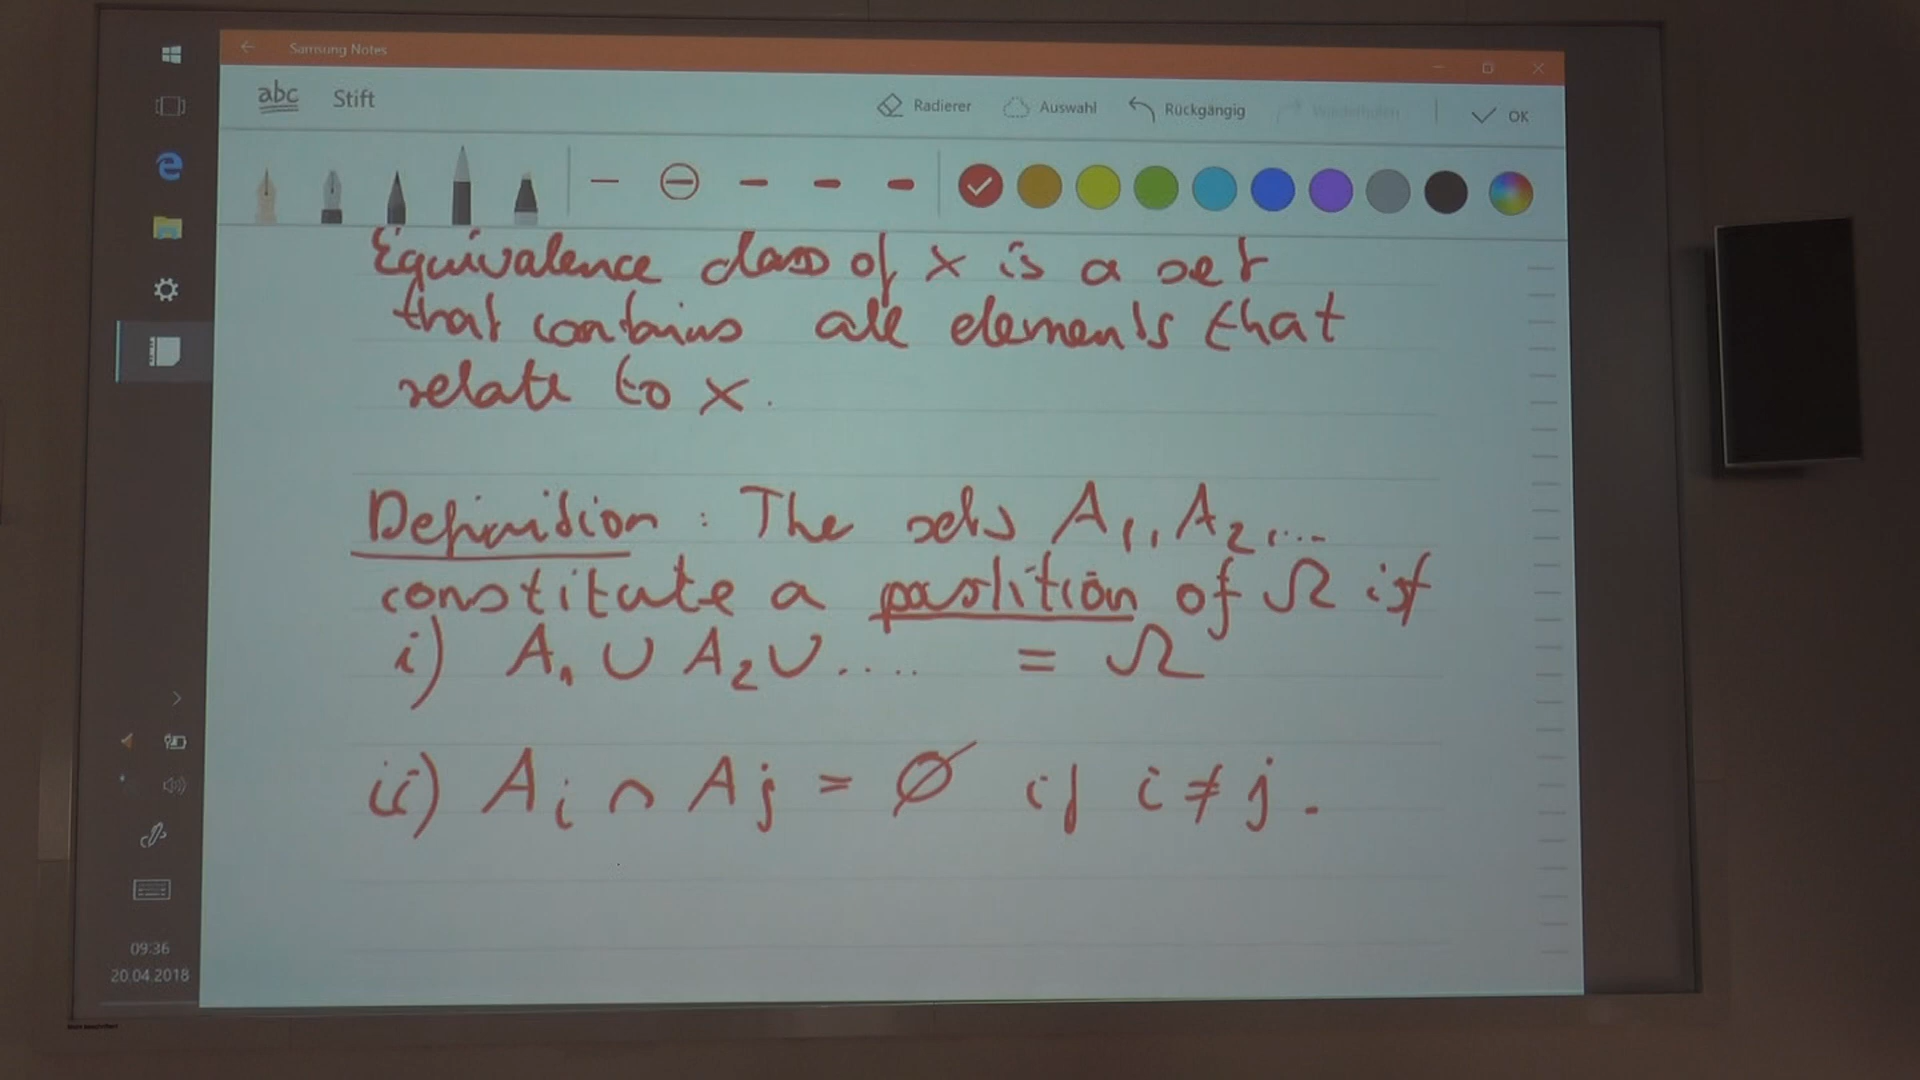 Samsung Notes
abc Stift Radierer Auswahl Rückgängig Wiederholen OK
Equivalence class of x is a set
that contains all elements that
relate to x.
Definition : The sets A₁, A₂, ...
constitute a partition of Ω if
i) A₁ ∪ A₂ ∪ .... = Ω
ii) Ai ∩ Aj = ∅ if i ≠ j.
09:36
20.04.2018